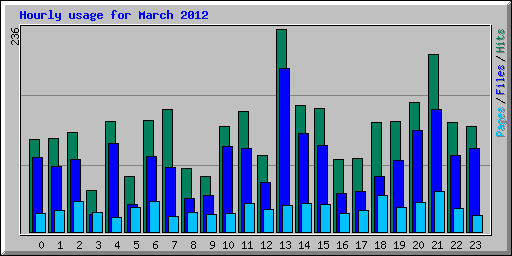 Hourly usage for March 2012
236
Pages / Files / Hits
0 1 2 3 4 5 6 7 8 9 10 11 12 13 14 15 16 17 18 19 20 21 22 23